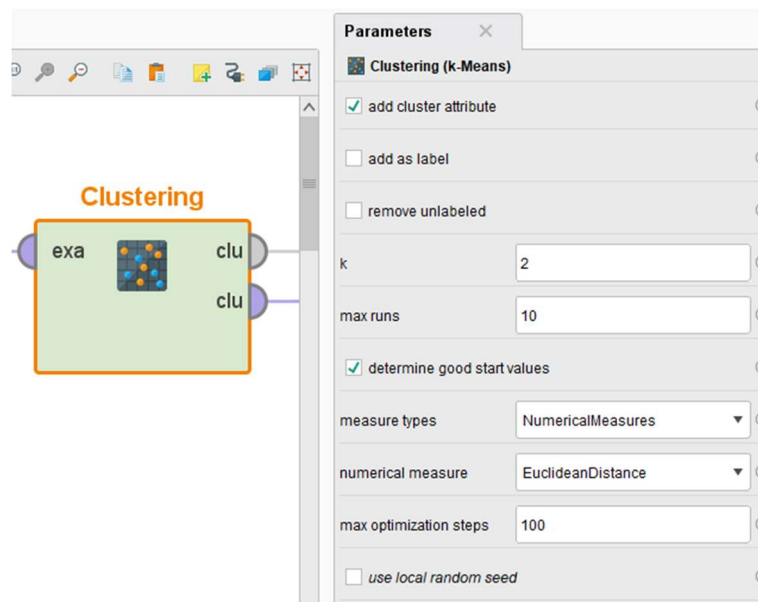 Parameters
Clustering (k-Means)
add cluster attribute
add as label
remove unlabeled
k 2
max runs 10
determine good start values
measure types NumericalMeasures
numerical measure EuclideanDistance
max optimization steps 100
use local random seed
Clustering
exa clu
clu